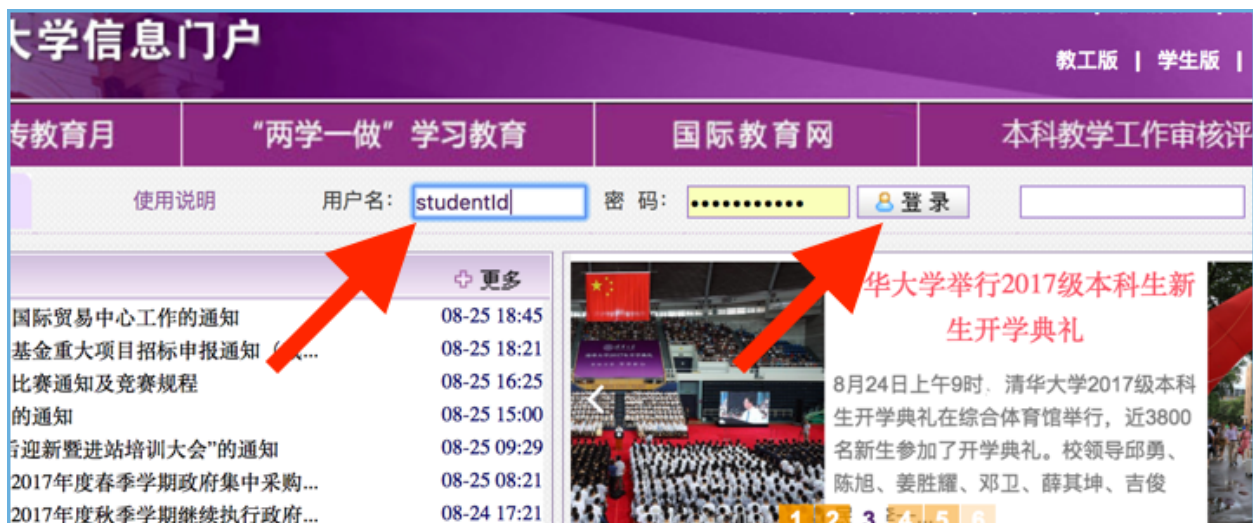 大学信息门户
教工版 | 学生版 |
传教育月
“两学一做”学习教育
国际教育网
本科教学工作审核评
使用说明
用户名：
studentId
密 码：
•••••••••••
登 录
更多
国际贸易中心工作的通知 08-25 18:45
基金重大项目招标申报通知（ ... 08-25 18:21
比赛通知及竞赛规程 08-25 16:25
的通知 08-25 15:00
迎新暨进站培训大会”的通知 08-25 09:29
2017年度春季学期政府集中采购... 08-25 08:21
2017年度秋季学期继续执行政府... 08-24 17:21
华大学举行2017级本科生新
生开学典礼
8月24日上午9时，清华大学2017级本科
生开学典礼在综合体育馆举行，近3800
名新生参加了开学典礼。校领导邱勇、
陈旭、姜胜耀、邓卫、薛其坤、吉俊
1 2 3 4 5 6